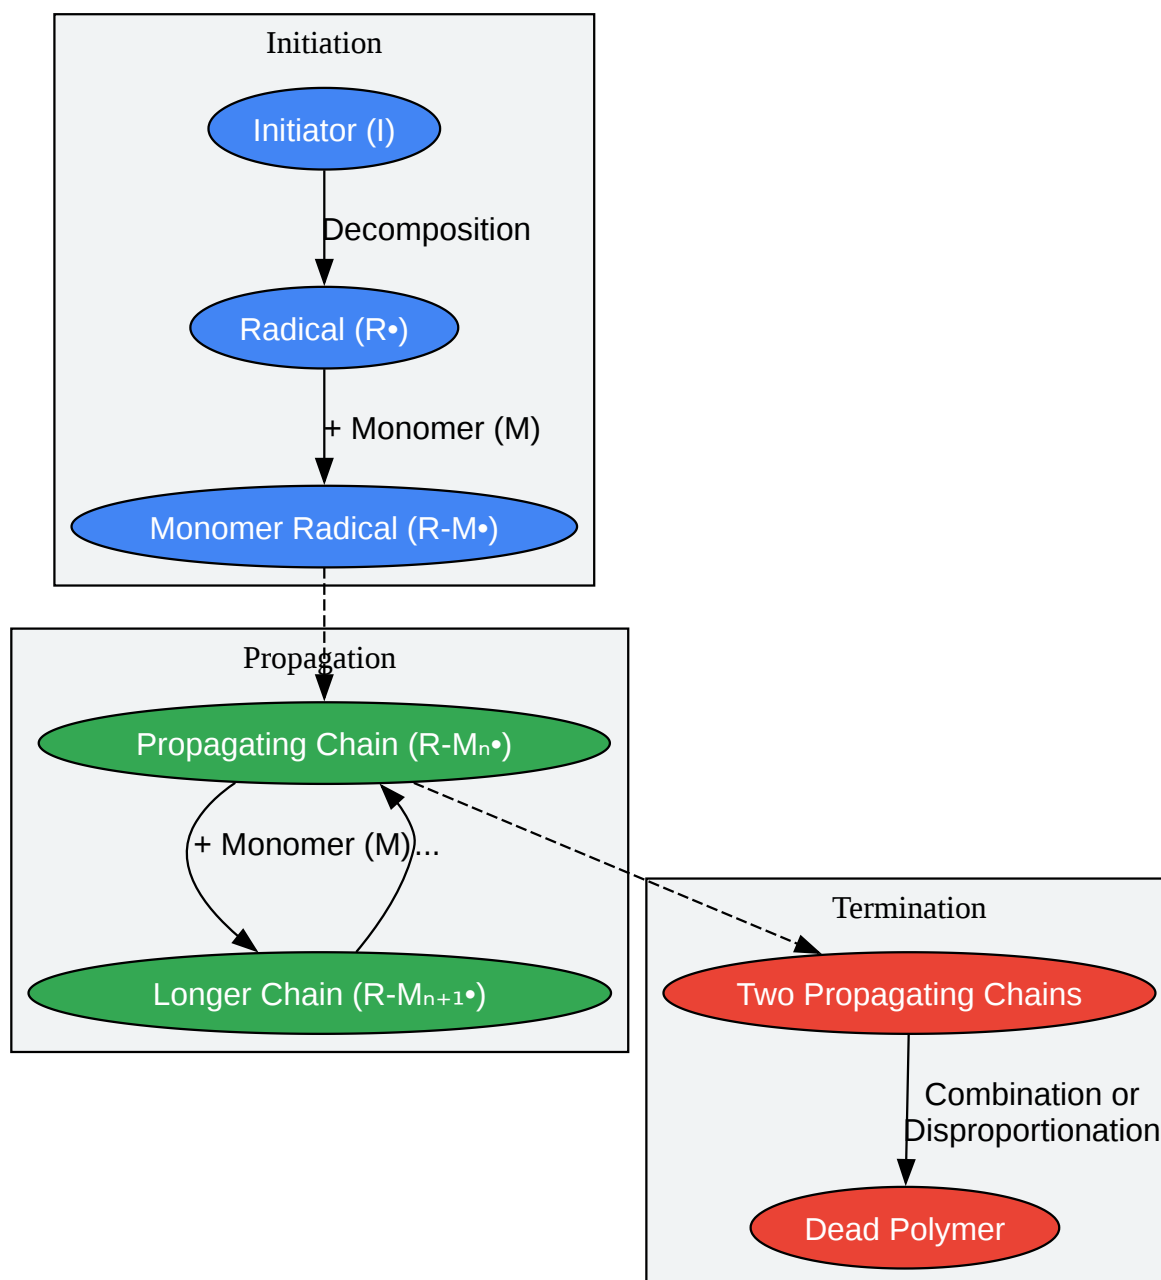 Initiation
Initiator (I)
Decomposition
Radical (R•)
+ Monomer (M)
Monomer Radical (R-M•)
Propagation
Propagating Chain (R-Mₙ•)
+ Monomer (M)
...
Longer Chain (R-Mₙ₊₁•)
Termination
Two Propagating Chains
Combination or
Disproportionation
Dead Polymer